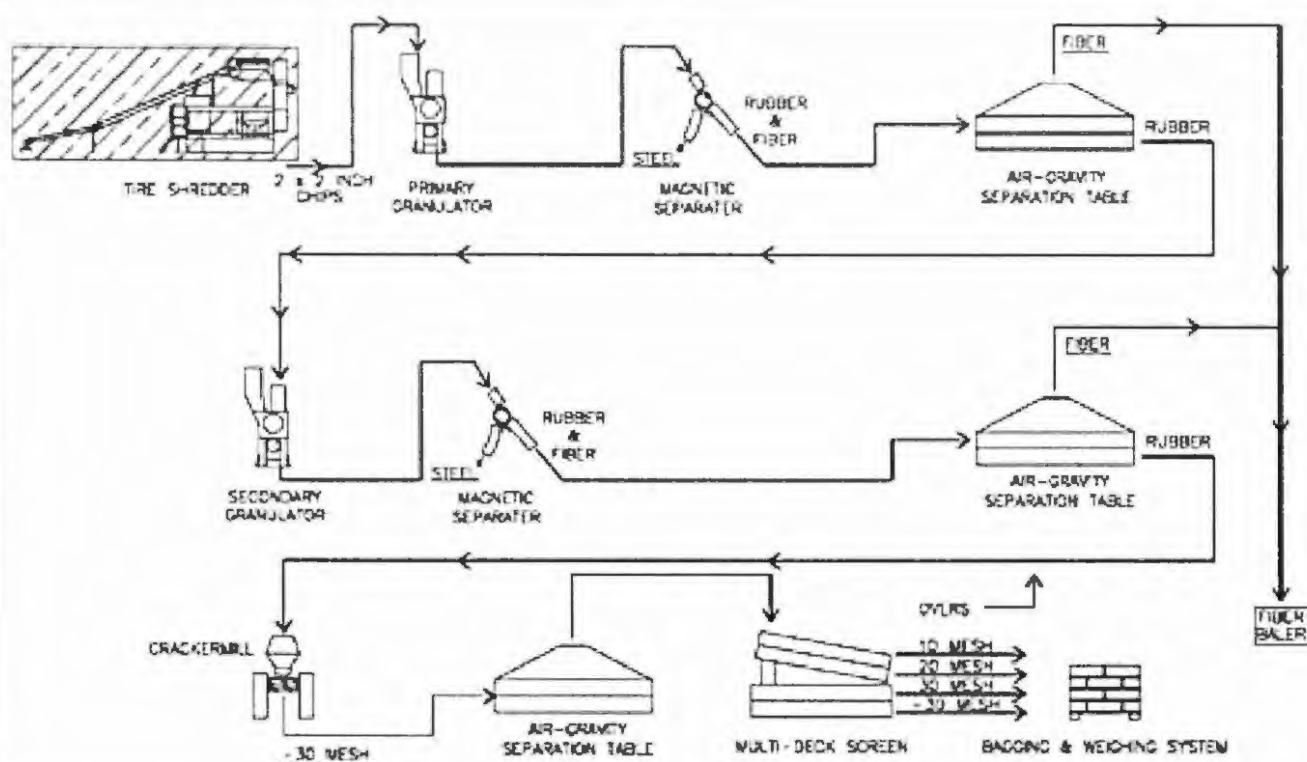 FIBER
RUBBER
&
FIBER
RUBBER
STEEL
2 x 2 INCH
CHIPS
TIRE SHREDDER
PRIMARY
GRANULATOR
MAGNETIC
SEPARATER
AIR-GRAVITY
SEPARATION TABLE
FIBER
RUBBER
&
FIBER
RUBBER
STEEL
SECONDARY
GRANULATOR
MAGNETIC
SEPARATER
AIR-GRAVITY
SEPARATION TABLE
OVERS
FIBER
BALER
CRACKERMILL
10 MESH
20 MESH
30 MESH
-30 MESH
-30 MESH
AIR-GRAVITY
SEPARATION TABLE
MULTI-DECK SCREEN
BAGGING & WEIGHING SYSTEM